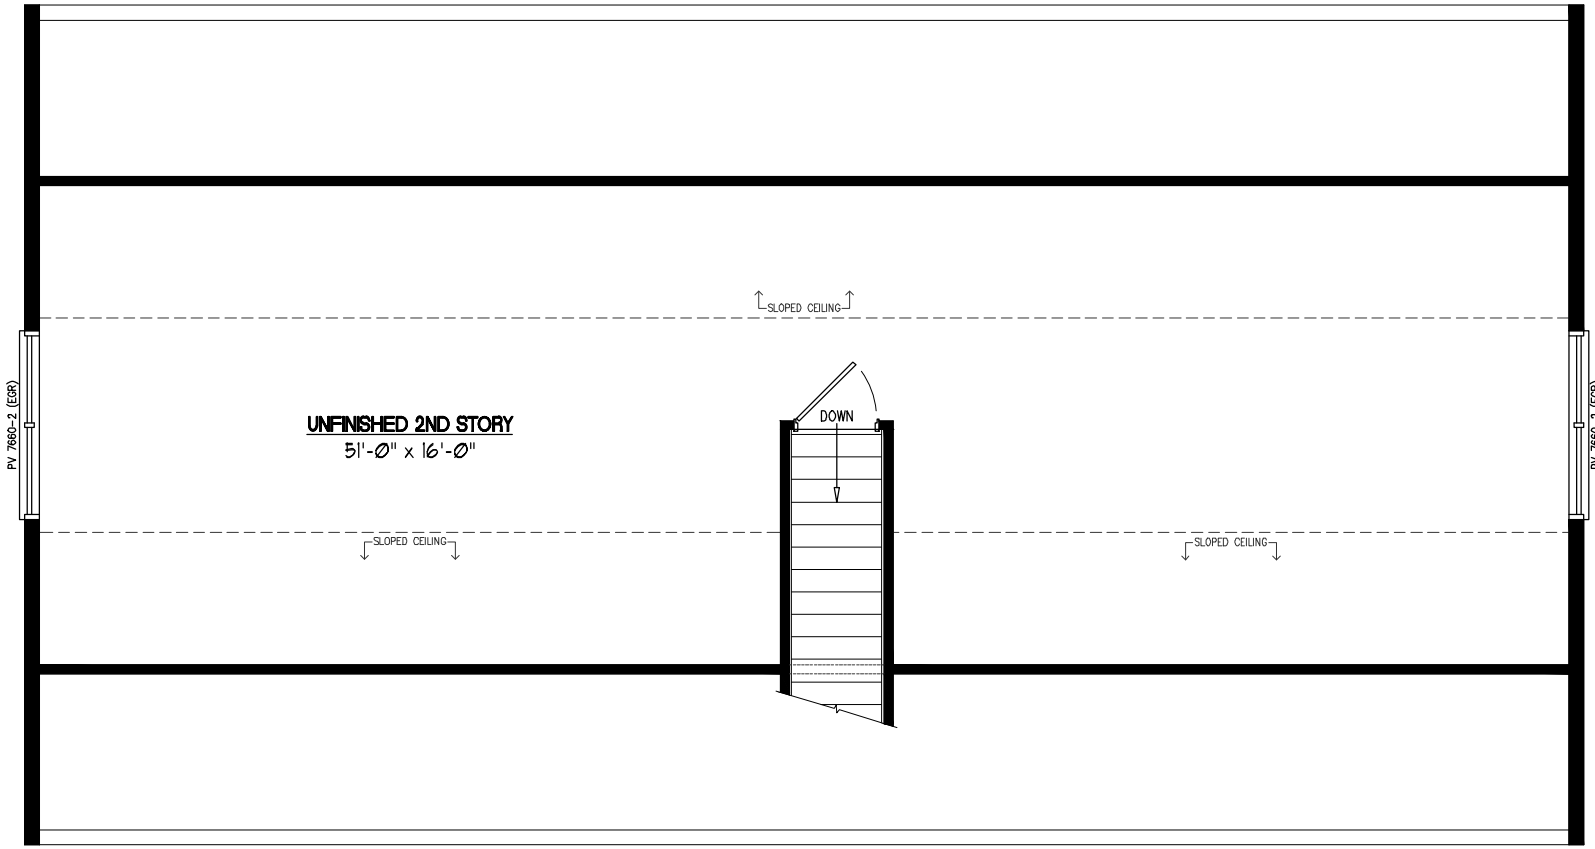 SLOPED CEILING
PV 7660-2 (EGR)
UNFINISHED 2ND STORY
51'-0" x 16'-0"
DOWN
SLOPED CEILING
SLOPED CEILING